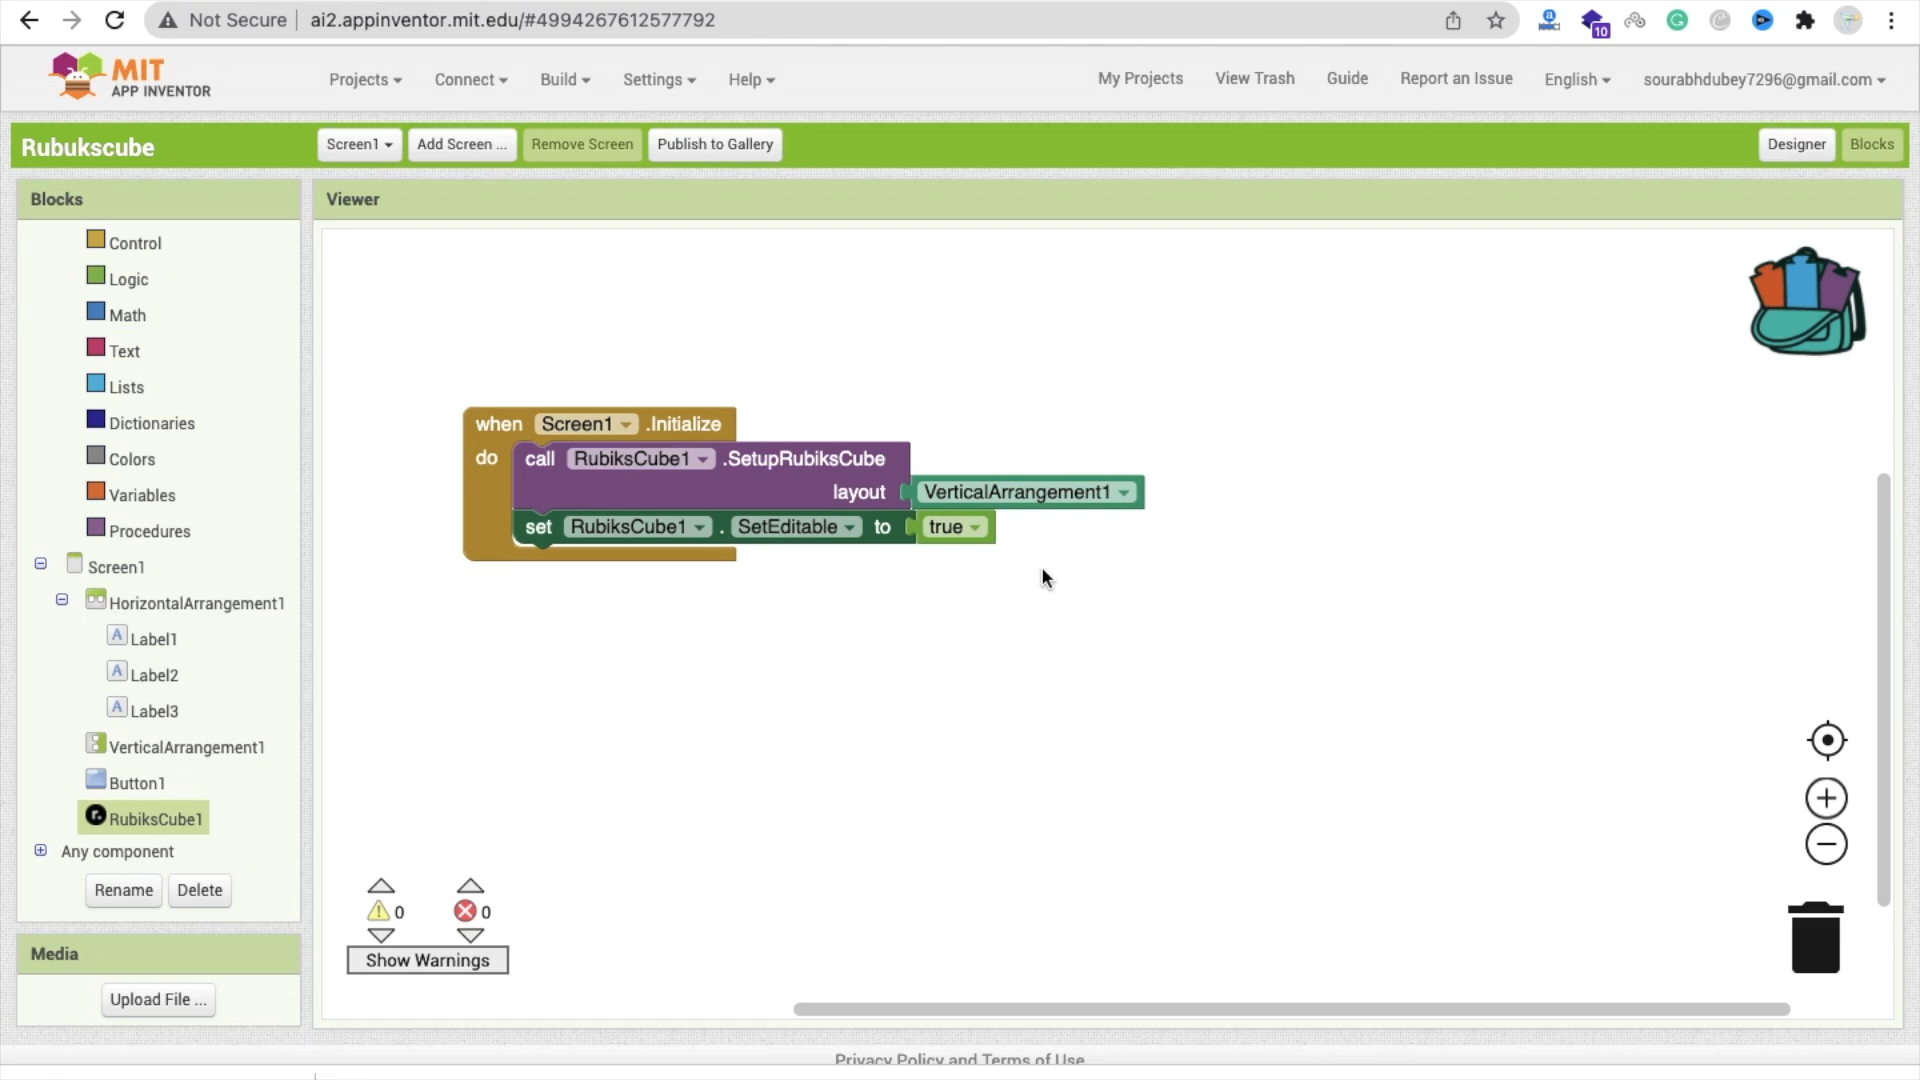 Not Secure
ai2.appinventor.mit.edu/#4994267612577792
10
MIT
APP INVENTOR
Projects
Connect
Build
Settings
Help
My Projects
View Trash
Guide
Report an Issue
English
sourabhdubey7296@gmail.com
Rubukscube
Screen1
Add Screen ...
Remove Screen
Publish to Gallery
Designer
Blocks
Blocks
Viewer
Control
Logic
Math
Text
Lists
Dictionaries
Colors
Variables
Procedures
Screen1
HorizontalArrangement1
Label1
Label2
Label3
VerticalArrangement1
Button1
RubiksCube1
Any component
Rename
Delete
Media
Upload File ...
when Screen1 .Initialize
do call RubiksCube1 .SetupRubiksCube
layout VerticalArrangement1
set RubiksCube1 . SetEditable to true
0
0
Show Warnings
Privacy Policy and Terms of Use